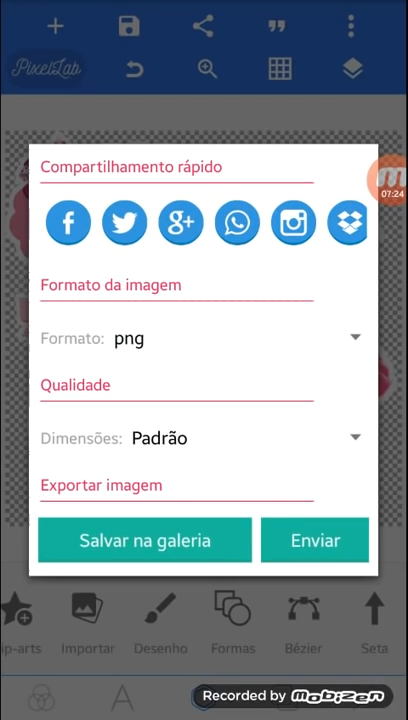 PixelLab
Compartilhamento rápido
07:24
Formato da imagem
Formato: png
Qualidade
Dimensões: Padrão
Exportar imagem
Salvar na galeria
Enviar
ip-arts
Importar
Desenho
Formas
Bézier
Seta
Recorded by Mobizen